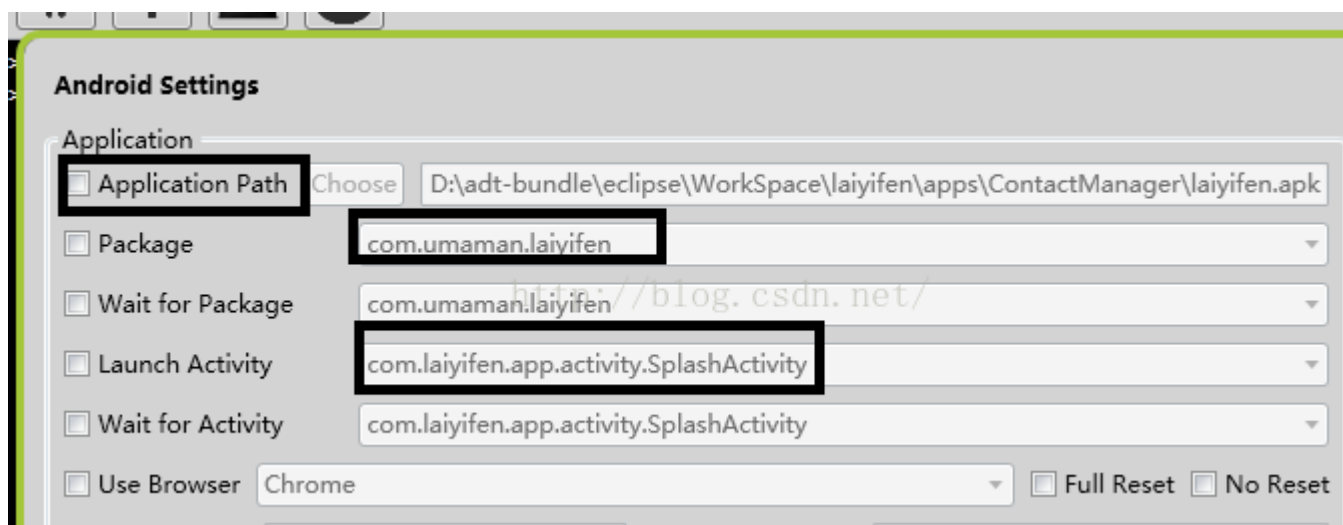 Android Settings
Application
Application Path Choose D:\adt-bundle\eclipse\WorkSpace\laiyifen\apps\ContactManager\laiyifen.apk
Package com.umaman.laiyifen
http://blog.csdn.net/
Wait for Package com.umaman.laiyifen
Launch Activity com.laiyifen.app.activity.SplashActivity
Wait for Activity com.laiyifen.app.activity.SplashActivity
Use Browser Chrome Full Reset No Reset